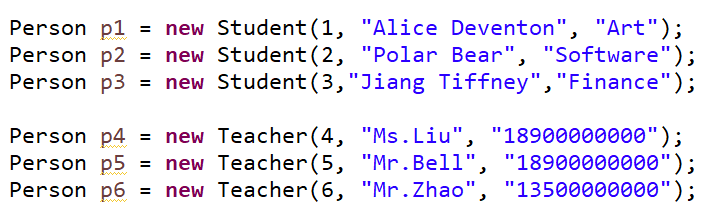 Person p1 = new Student(1, "Alice Deventon", "Art");
Person p2 = new Student(2, "Polar Bear", "Software");
Person p3 = new Student(3,"Jiang Tiffney","Finance");
Person p4 = new Teacher(4, "Ms.Liu", "18900000000");
Person p5 = new Teacher(5, "Mr.Bell", "18900000000");
Person p6 = new Teacher(6, "Mr.Zhao", "13500000000");